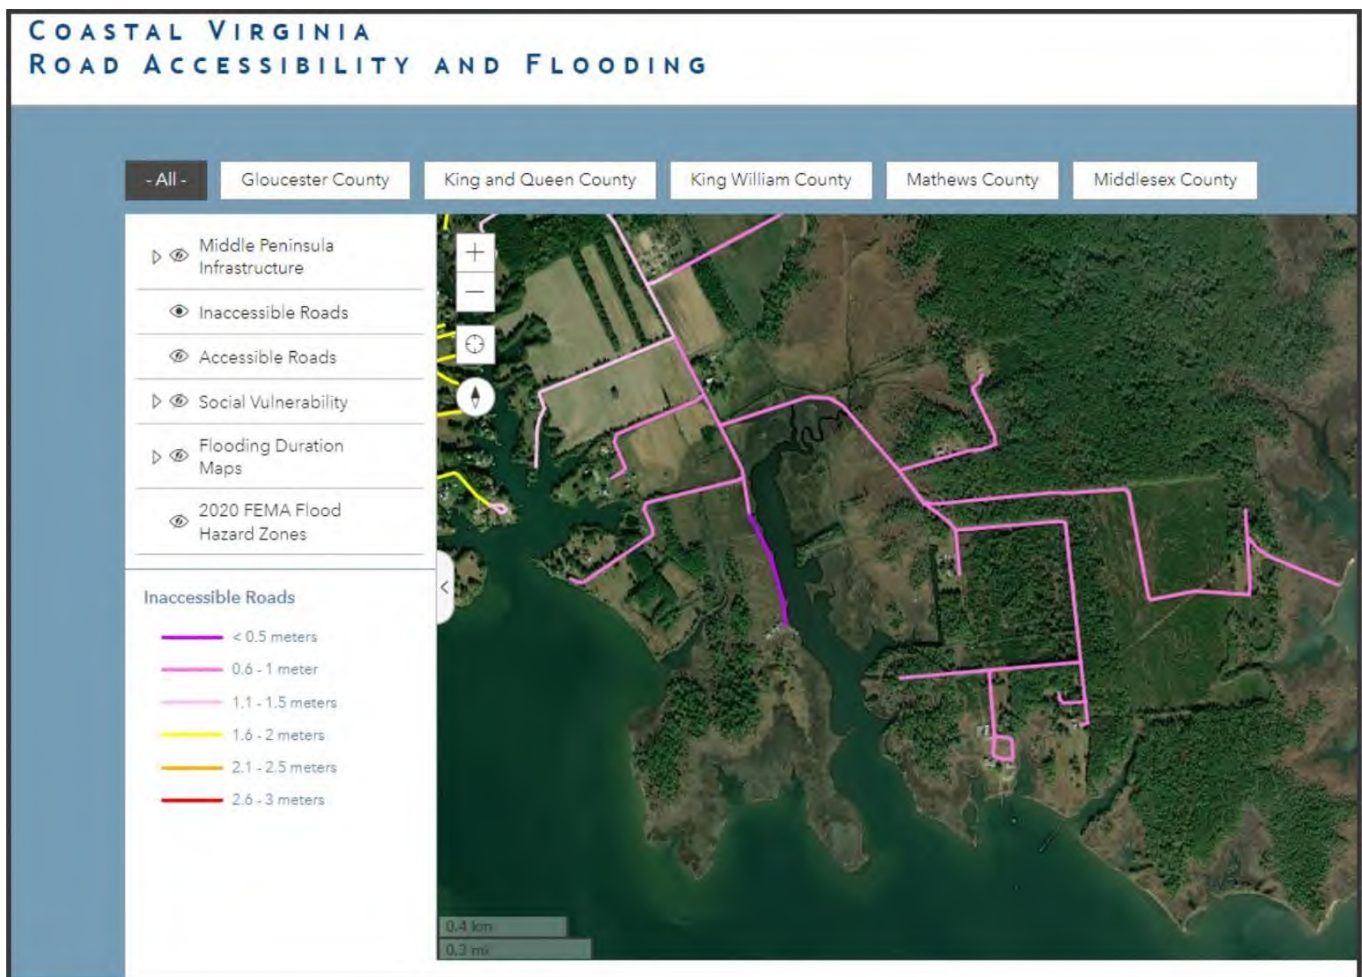 COASTAL VIRGINIA
ROAD ACCESSIBILITY AND FLOODING
- All -
Gloucester County
King and Queen County
King William County
Mathews County
Middlesex County
Middle Peninsula
Infrastructure
Inaccessible Roads
Accessible Roads
Social Vulnerability
Flooding Duration
Maps
2020 FEMA Flood
Hazard Zones
Inaccessible Roads
< 0.5 meters
0.6 - 1 meter
1.1 - 1.5 meters
1.6 - 2 meters
2.1 - 2.5 meters
2.6 - 3 meters
0.4 km
0.3 mi